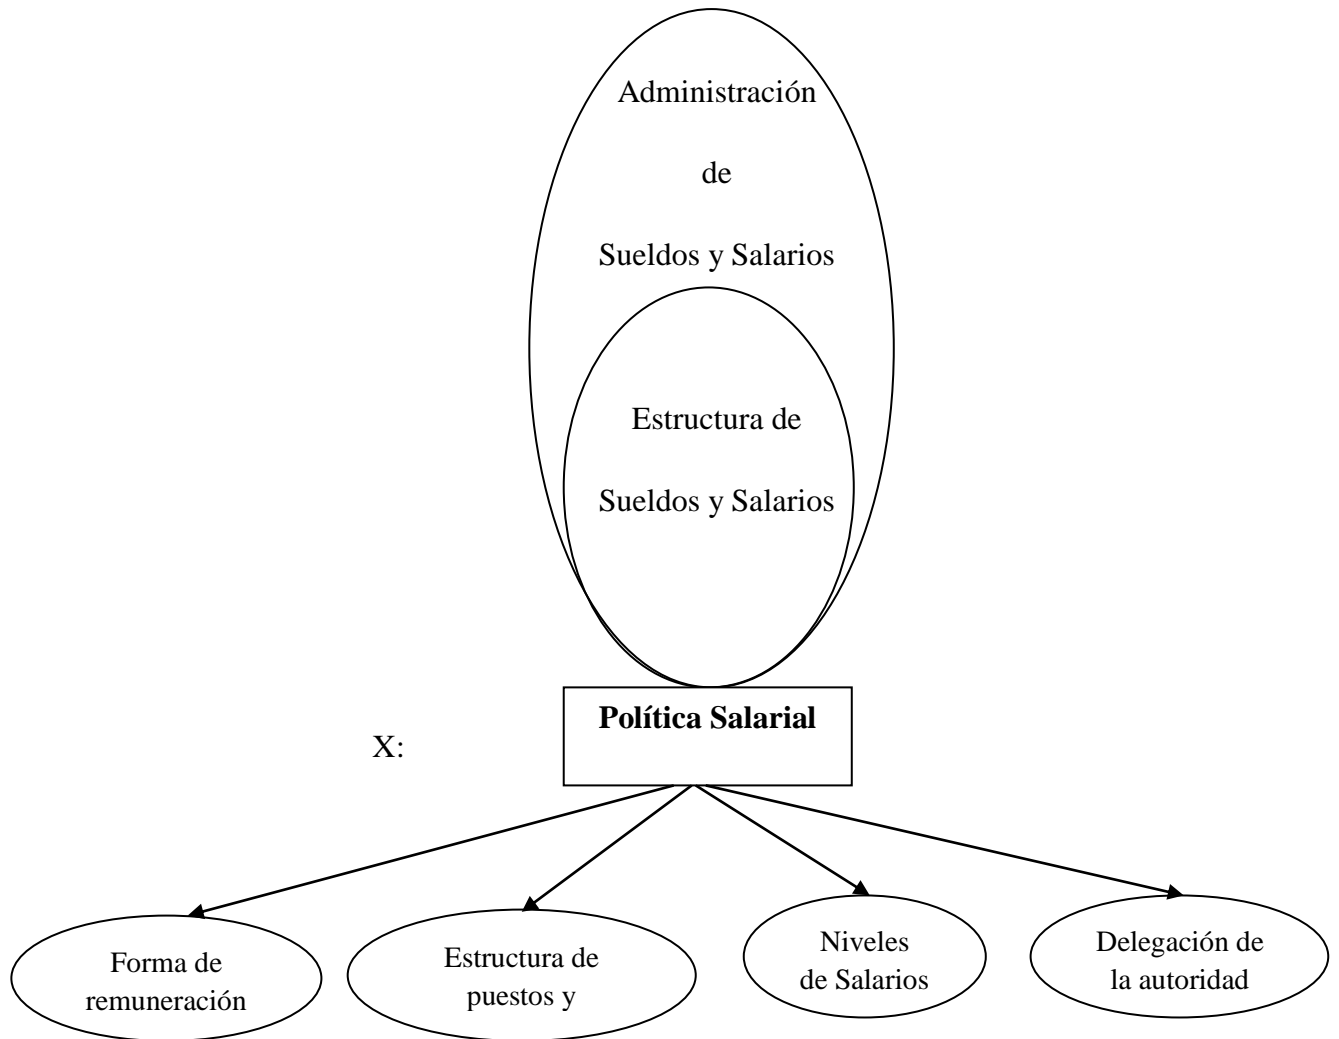 Administración
de
Sueldos y Salarios
Estructura de
Sueldos y Salarios
Política Salarial
X:
Forma de
remuneración
Estructura de
puestos y
Niveles
de Salarios
Delegación de
la autoridad